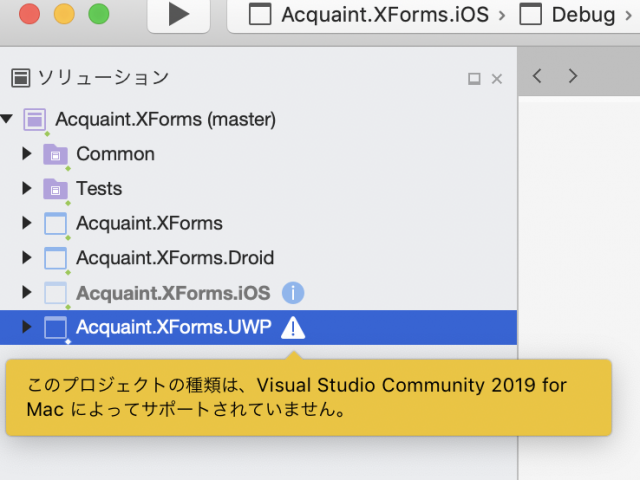 Acquaint.XForms.iOS › Debug ›
ソリューション
Acquaint.XForms (master)
Common
Tests
Acquaint.XForms
Acquaint.XForms.Droid
Acquaint.XForms.iOS
Acquaint.XForms.UWP
このプロジェクトの種類は、Visual Studio Community 2019 for
Mac によってサポートされていません。